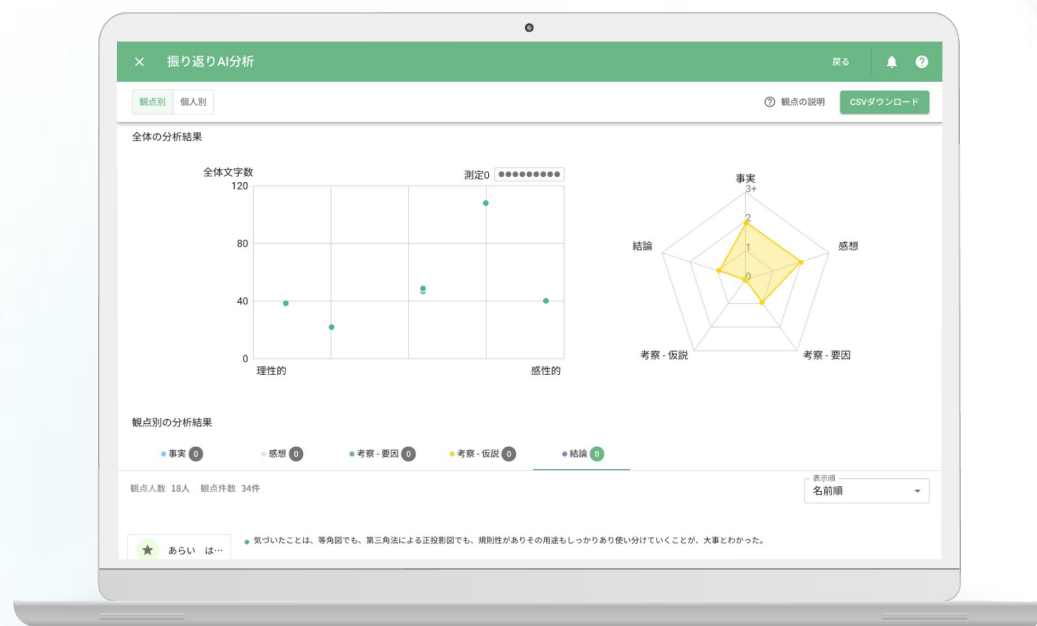 振り返りAI分析
戻る
観点別 個人別
観点の説明
CSVダウンロード
全体の分析結果
全体文字数
測定0
120
80
40
0
理性的
感性的
事実
3+
2
1
0
感想
結論
考察 - 仮説
考察 - 要因
観点別の分析結果
事実 0
感想 0
考察 - 要因 0
考察 - 仮説 0
結論 0
観点人数 18人 観点件数 34件
表示順
名前順
あらい は…
気づいたことは、等角図でも、第三角法による正投影図でも、規則性がありその用途もしっかりあり使い分けていくことが、大事とわかった。